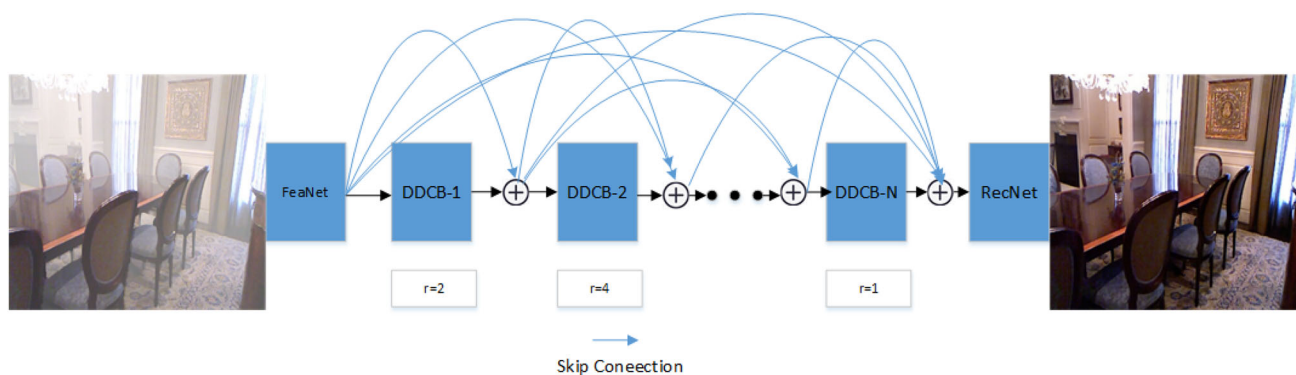 FeaNet
DDCB-1
DDCB-2
DDCB-N
RecNet
r=2
r=4
r=1
Skip Coneection